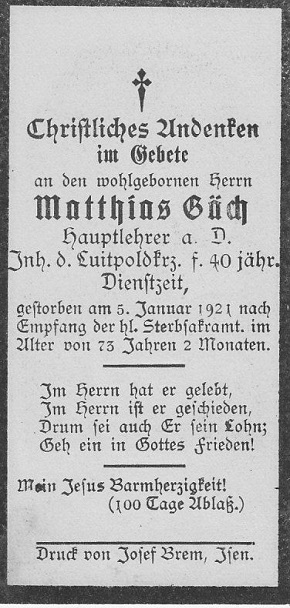 Christliches Andenken
im Gebete
an den wohlgebornen Herrn
Matthias Gäch
Hauptlehrer a. D.
Inh. d. Luitpoldkrz. f. 40 jähr.
Dienstzeit,
gestorben am 5. Januar 1921 nach
Empfang der hl. Sterbsakramt. im
Alter von 73 Jahren 2 Monaten.
Im Herrn hat er gelebt,
Im Herrn ist er geschieden,
Drum sei auch Er sein Lohn;
Geh ein in Gottes Frieden!
Mein Jesus Barmherzigkeit!
(100 Tage Ablaß.)
Druck von Josef Brem, Isen.